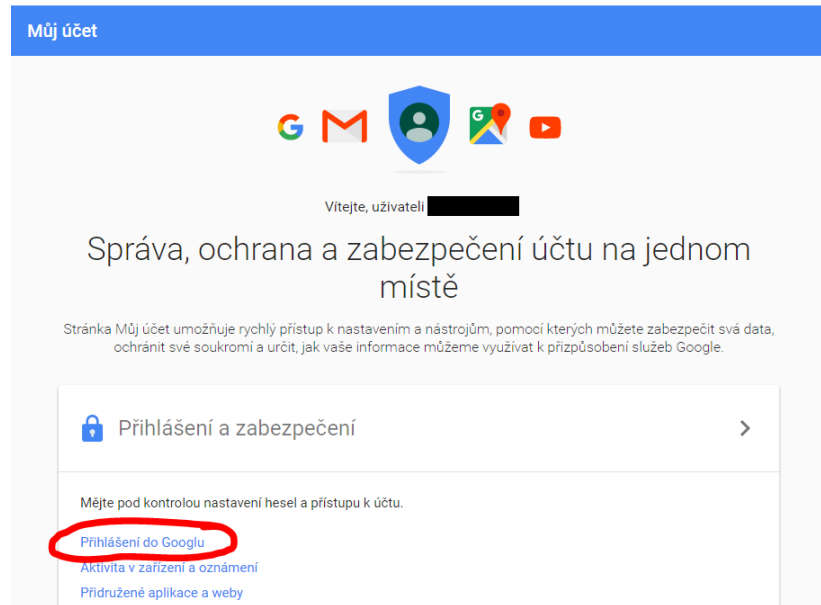 Můj účet
Vítejte, uživateli
Správa, ochrana a zabezpečení účtu na jednom
místě
Stránka Můj účet umožňuje rychlý přístup k nastavením a nástrojům, pomocí kterých můžete zabezpečit svá data,
ochránit své soukromí a určit, jak vaše informace můžeme využívat k přizpůsobení služeb Google.
Přihlášení a zabezpečení
Mějte pod kontrolou nastavení hesel a přístupu k účtu.
Přihlášení do Googlu
Aktivita v zařízení a oznámení
Přidružené aplikace a weby